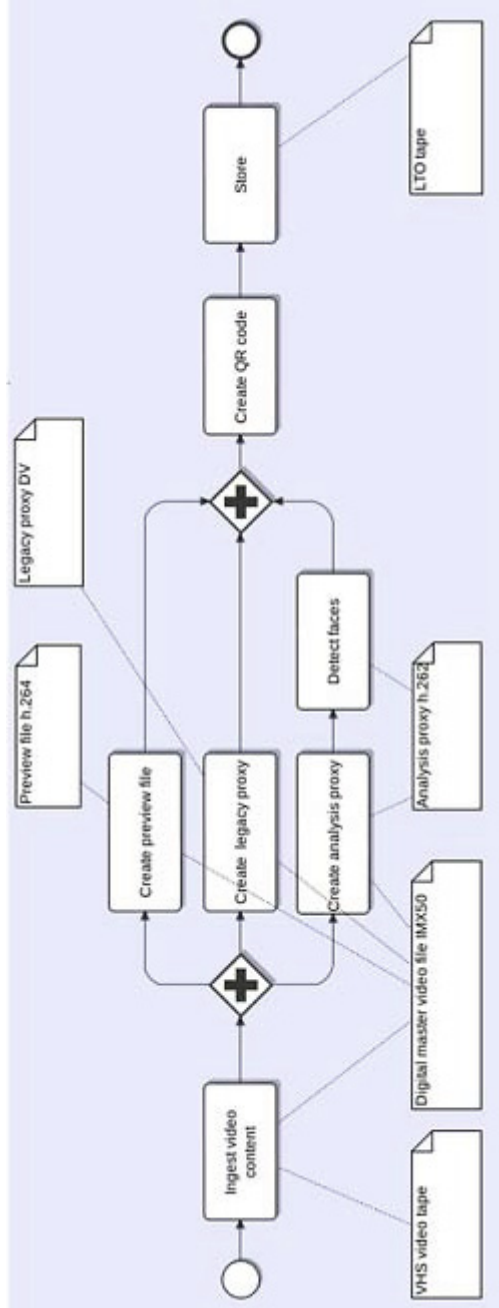 Legacy proxy DV
Preview file h.264
Create preview file
Ingest video
content
Create  legacy proxy
Create QR code
Store
Create analysis proxy
Detect faces
VHS video tape
Digital master video file IMX50
Analysis proxy h.262
LTO tape